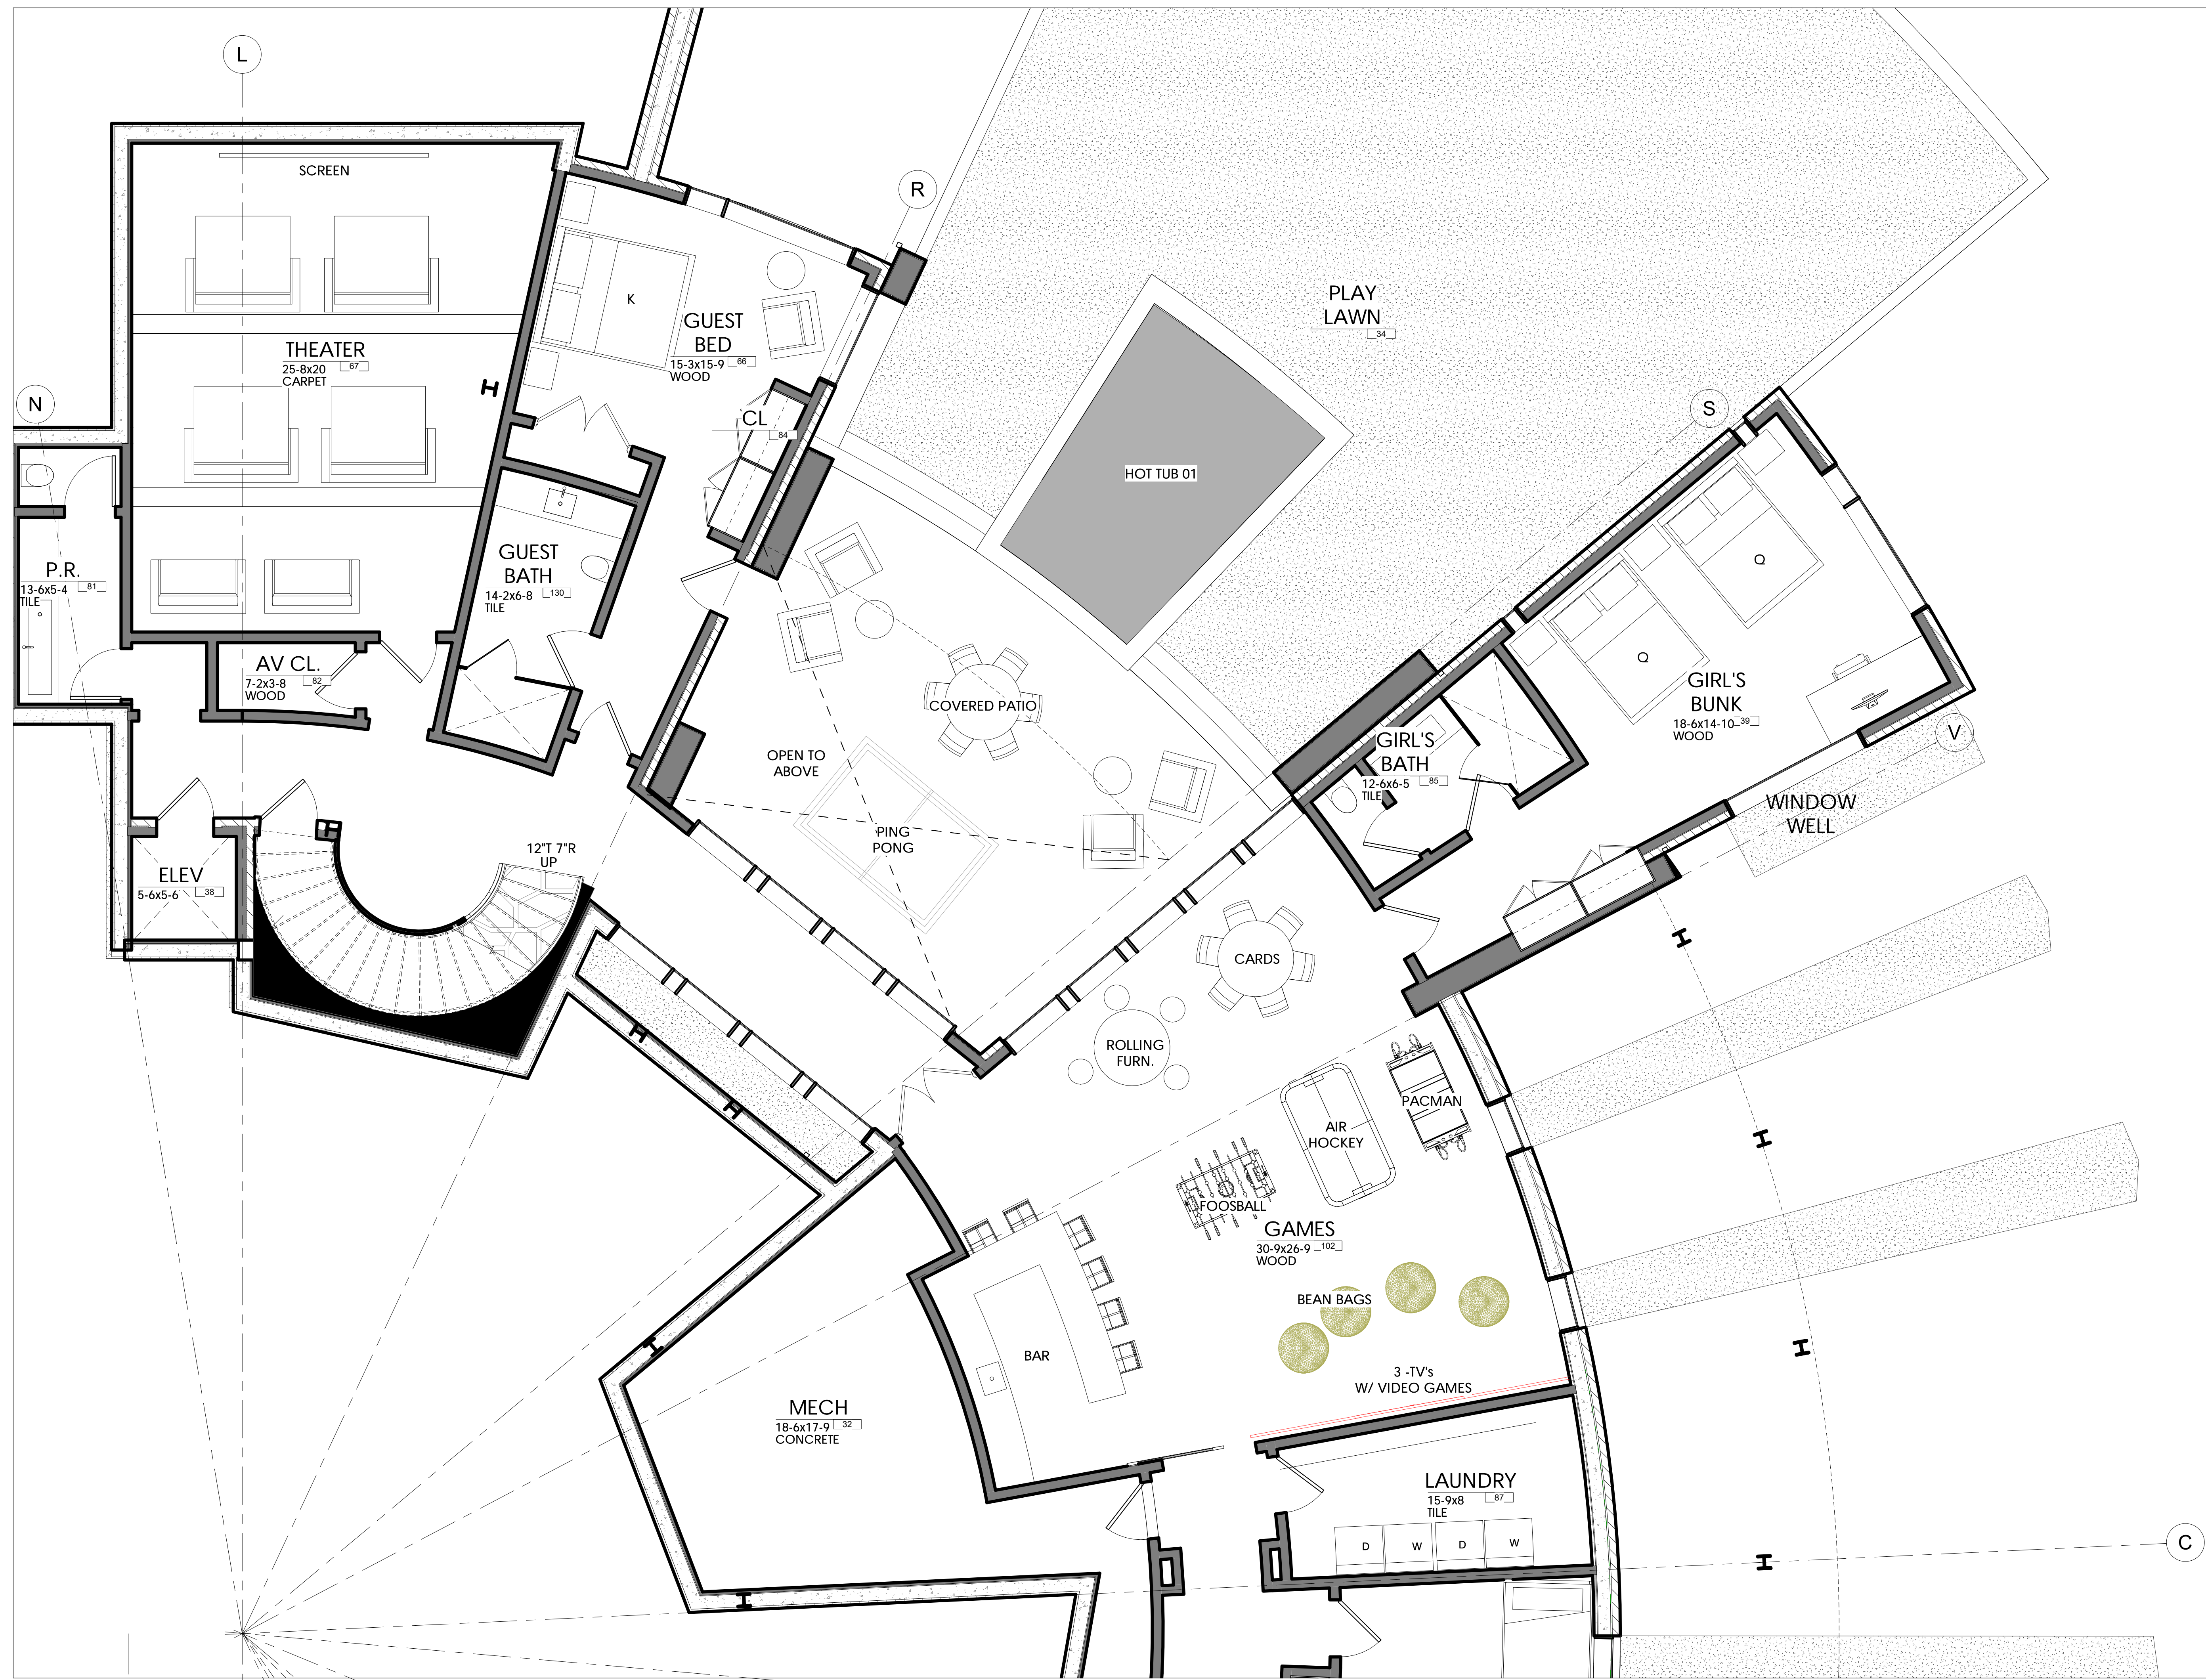 L
R
N
S
V
C
SCREEN
THEATER
25-8x20 67
CARPET
K
GUEST
BED
15-3x15-9 66
WOOD
CL
84
GUEST
BATH
14-2x6-8 130
TILE
P.R.
13-6x5-4 81
TILE
AV CL.
7-2x3-8 82
WOOD
ELEV
5-6x5-6 38
12"T 7"R
UP
PLAY
LAWN
34
HOT TUB 01
COVERED PATIO
OPEN TO
ABOVE
PING
PONG
Q
Q
GIRL'S
BUNK
18-6x14-10 39
WOOD
GIRL'S
BATH
12-6x6-5 85
TILE
WINDOW
WELL
CARDS
ROLLING
FURN.
PACMAN
AIR
HOCKEY
FOOSBALL
GAMES
30-9x26-9 102
WOOD
BEAN BAGS
BAR
3 -TV's
W/ VIDEO GAMES
MECH
18-6x17-9 32
CONCRETE
LAUNDRY
15-9x8 87
TILE
D W D W